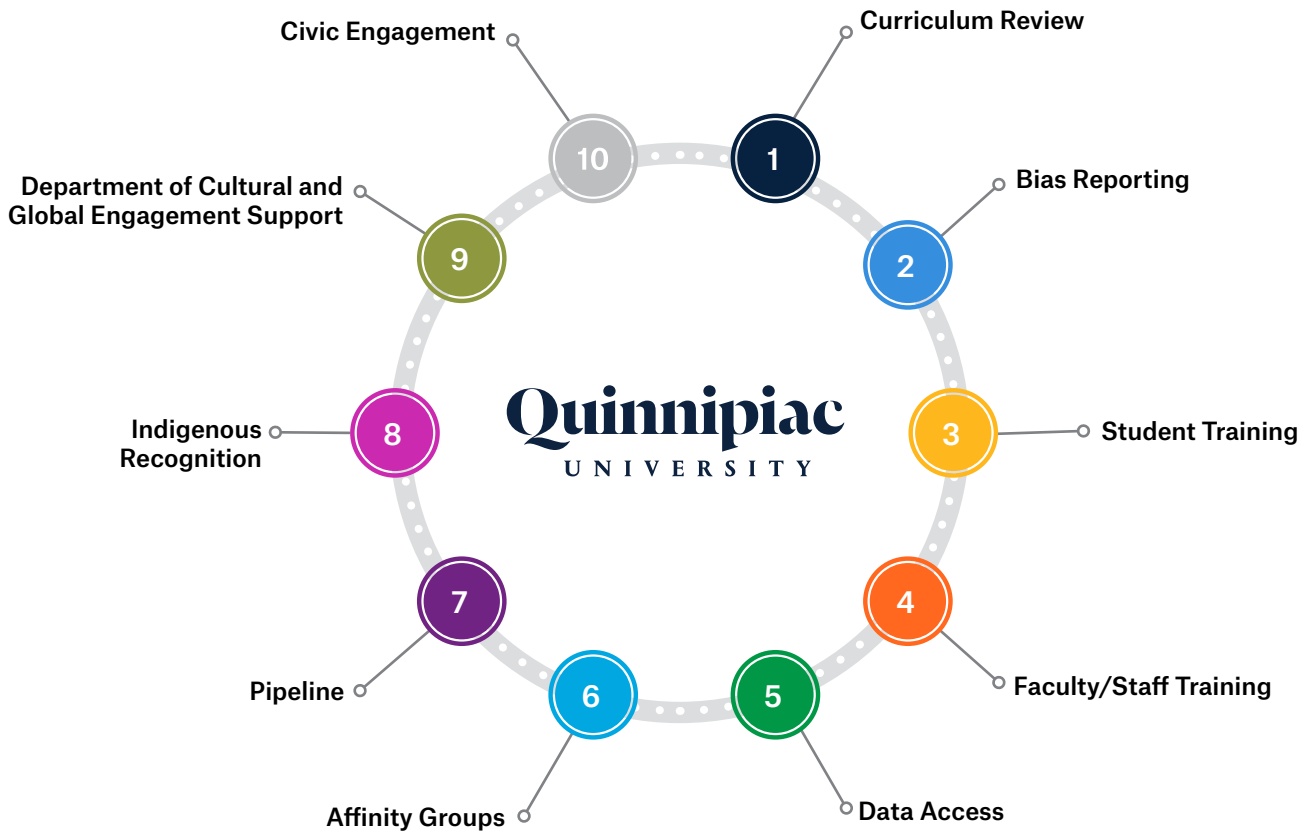 Civic Engagement
Curriculum Review
10
1
Department of Cultural and
Global Engagement Support
Bias Reporting
9
2
Quinnipiac
UNIVERSITY
Indigenous
Recognition
8
3
Student Training
7
4
Pipeline
Faculty/Staff Training
6
5
Affinity Groups
Data Access